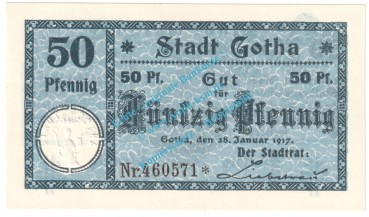 50
Pfennig
* Stadt Gotha *
50 Pf. Gut 50 Pf.
für
Fünfzig Pfennig
Gotha, den 28. Januar 1917.
Der Stadtrat:
Nr. 460571 *